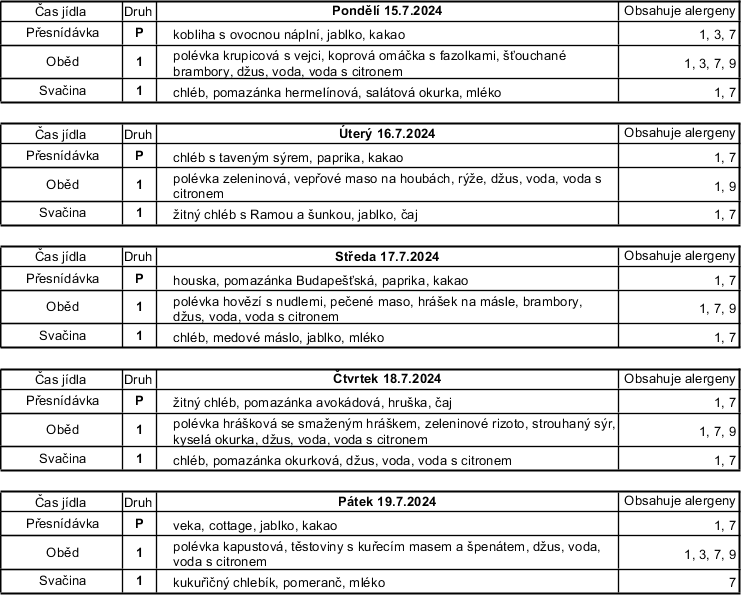 Čas jídla Druh Pondělí 15.7.2024 Obsahuje alergeny
Přesnídávka P kobliha s ovocnou náplní, jablko, kakao 1, 3, 7
Oběd 1 polévka krupicová s vejci, koprová omáčka s fazolkami, šťouchané
brambory, džus, voda, voda s citronem 1, 3, 7, 9
Svačina 1 chléb, pomazánka hermelínová, salátová okurka, mléko 1, 7
Čas jídla Druh Úterý 16.7.2024 Obsahuje alergeny
Přesnídávka P chléb s taveným sýrem, paprika, kakao 1, 7
Oběd 1 polévka zeleninová, vepřové maso na houbách, rýže, džus, voda, voda s
citronem 1, 9
Svačina 1 žitný chléb s Ramou a šunkou, jablko, čaj 1, 7
Čas jídla Druh Středa 17.7.2024 Obsahuje alergeny
Přesnídávka P houska, pomazánka Budapešťská, paprika, kakao 1, 7
Oběd 1 polévka hovězí s nudlemi, pečené maso, hrášek na másle, brambory,
džus, voda, voda s citronem 1, 7, 9
Svačina 1 chléb, medové máslo, jablko, mléko 1, 7
Čas jídla Druh Čtvrtek 18.7.2024 Obsahuje alergeny
Přesnídávka P žitný chléb, pomazánka avokádová, hruška, čaj 1, 7
Oběd 1 polévka hrášková se smaženým hráškem, zeleninové rizoto, strouhaný sýr,
kyselá okurka, džus, voda, voda s citronem 1, 7, 9
Svačina 1 chléb, pomazánka okurková, džus, voda, voda s citronem 1, 7
Čas jídla Druh Pátek 19.7.2024 Obsahuje alergeny
Přesnídávka P veka, cottage, jablko, kakao 1, 7
Oběd 1 polévka kapustová, těstoviny s kuřecím masem a špenátem, džus, voda,
voda s citronem 1, 3, 7, 9
Svačina 1 kukuřičný chlebík, pomeranč, mléko 7